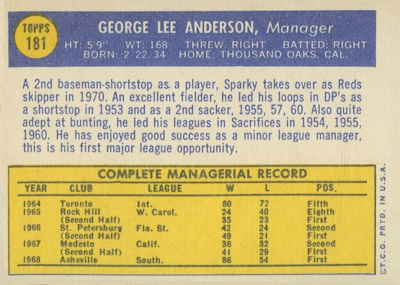 TOPPS
181
GEORGE LEE ANDERSON, Manager
HT: 5'9" WT: 168 THREW: RIGHT BATTED: RIGHT
BORN: 2/22/34 HOME: THOUSAND OAKS, CAL.
A 2nd baseman-shortstop as a player, Sparky takes over as Reds
skipper in 1970. An excellent fielder, he led his loops in DP's as
a shortstop in 1953 and as a 2nd sacker, 1955, 57, 60. Also quite
adept at bunting, he led his leagues in Sacrifices in 1954, 1955,
1960. He has enjoyed good success as a minor league manager,
this is his first major league opportunity.
COMPLETE MANAGERIAL RECORD
YEAR CLUB LEAGUE W L POS.
1964 Toronto Int. 80 72 Fifth
1965 Rock Hill W. Carol. 24 40 Eighth
(Second Half) 35 23 First
1966 St. Petersburg Fla. St. 42 24 Second
(Second Half) 49 21 First
1967 Modesto Calif. 38 32 Second
(Second Half) 41 29 First
1968 Asheville South. 86 54 First
©T.C.G. PRTD. IN U.S.A.